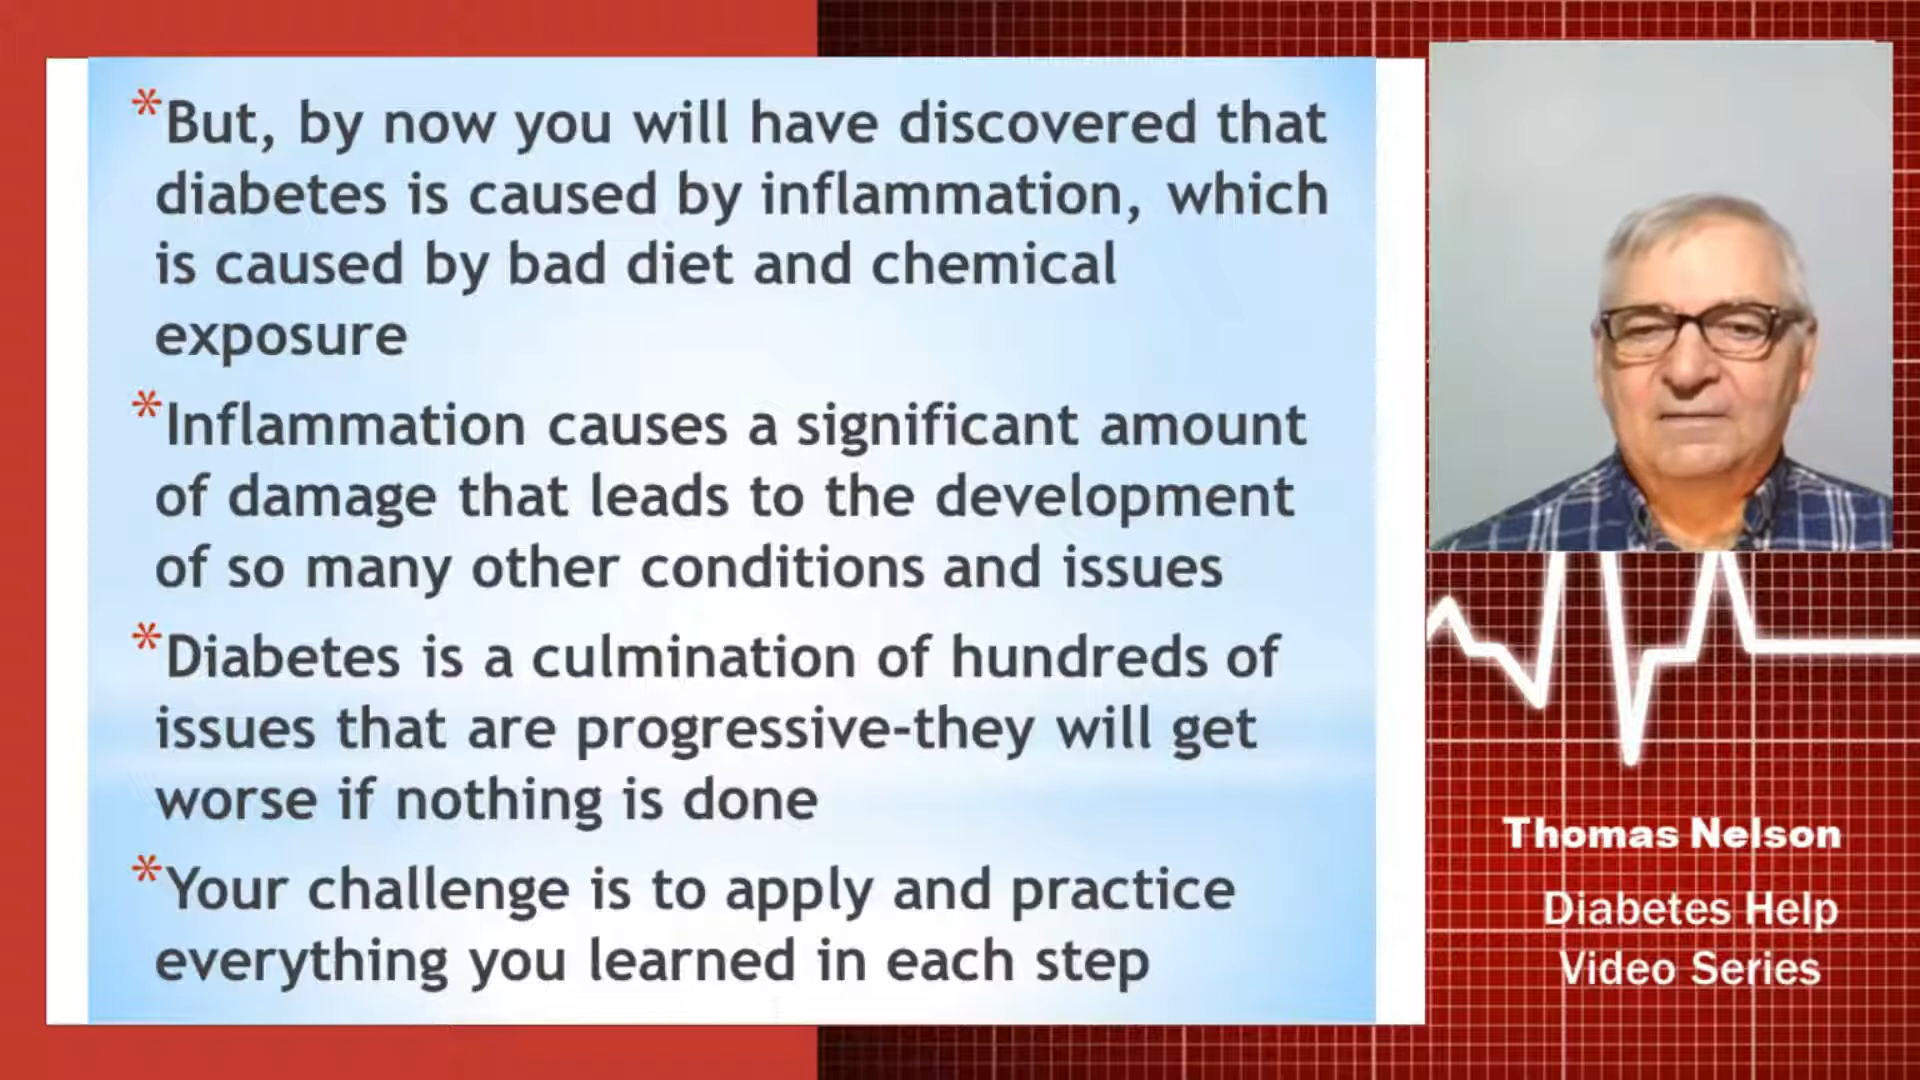 *But, by now you will have discovered that
diabetes is caused by inflammation, which
is caused by bad diet and chemical
exposure
*Inflammation causes a significant amount
of damage that leads to the development
of so many other conditions and issues
*Diabetes is a culmination of hundreds of
issues that are progressive-they will get
worse if nothing is done
*Your challenge is to apply and practice
everything you learned in each step
Thomas Nelson
Diabetes Help
Video Series